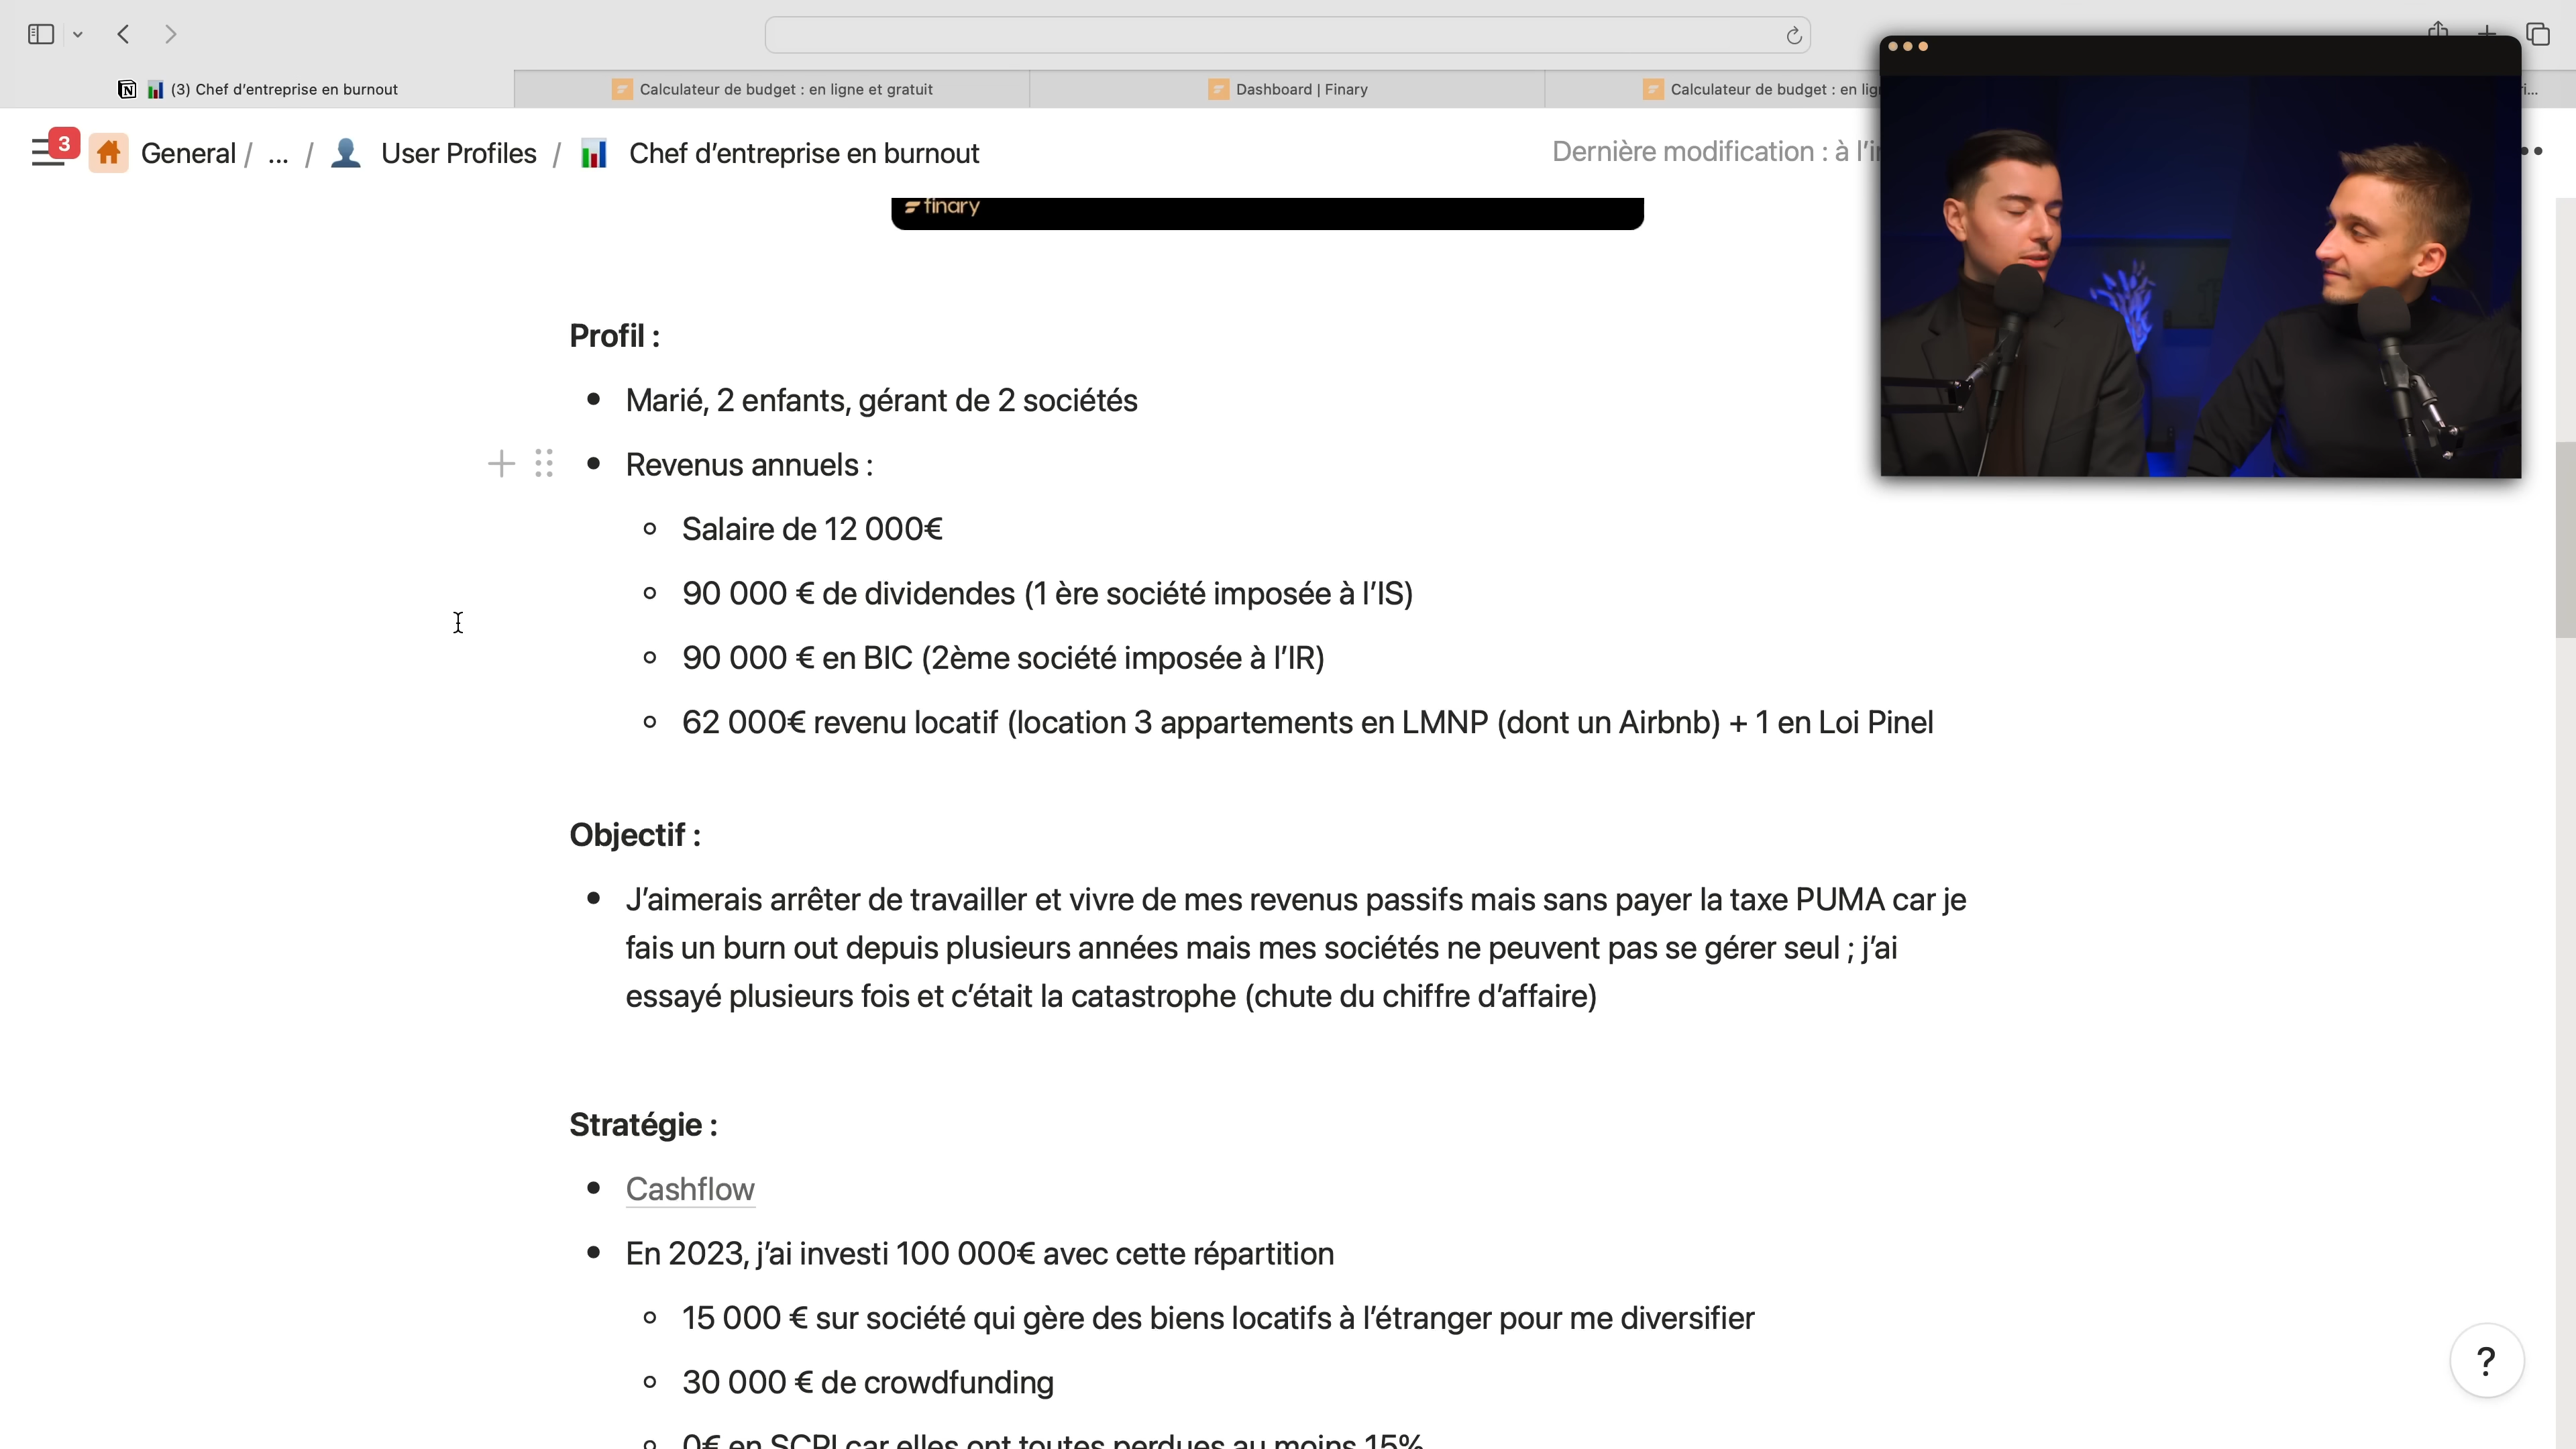 (3) Chef d'entreprise en burnout
Calculateur de budget : en ligne et gratuit
Dashboard | Finary
Calculateur de budget : en lig
ri...
3
General / ... / User Profiles / Chef d'entreprise en burnout
Dernière modification : à l'i
finary
Profil :
Marié, 2 enfants, gérant de 2 sociétés
Revenus annuels :
Salaire de 12 000€
90 000 € de dividendes (1 ère société imposée à l'IS)
90 000 € en BIC (2ème société imposée à l'IR)
62 000€ revenu locatif (location 3 appartements en LMNP (dont un Airbnb) + 1 en Loi Pinel
Objectif :
J'aimerais arrêter de travailler et vivre de mes revenus passifs mais sans payer la taxe PUMA car je
fais un burn out depuis plusieurs années mais mes sociétés ne peuvent pas se gérer seul ; j'ai
essayé plusieurs fois et c'était la catastrophe (chute du chiffre d'affaire)
Stratégie :
Cashflow
En 2023, j'ai investi 100 000€ avec cette répartition
15 000 € sur société qui gère des biens locatifs à l'étranger pour me diversifier
30 000 € de crowdfunding
0€ en SCPI car elles ont toutes perdues au moins 15%
?